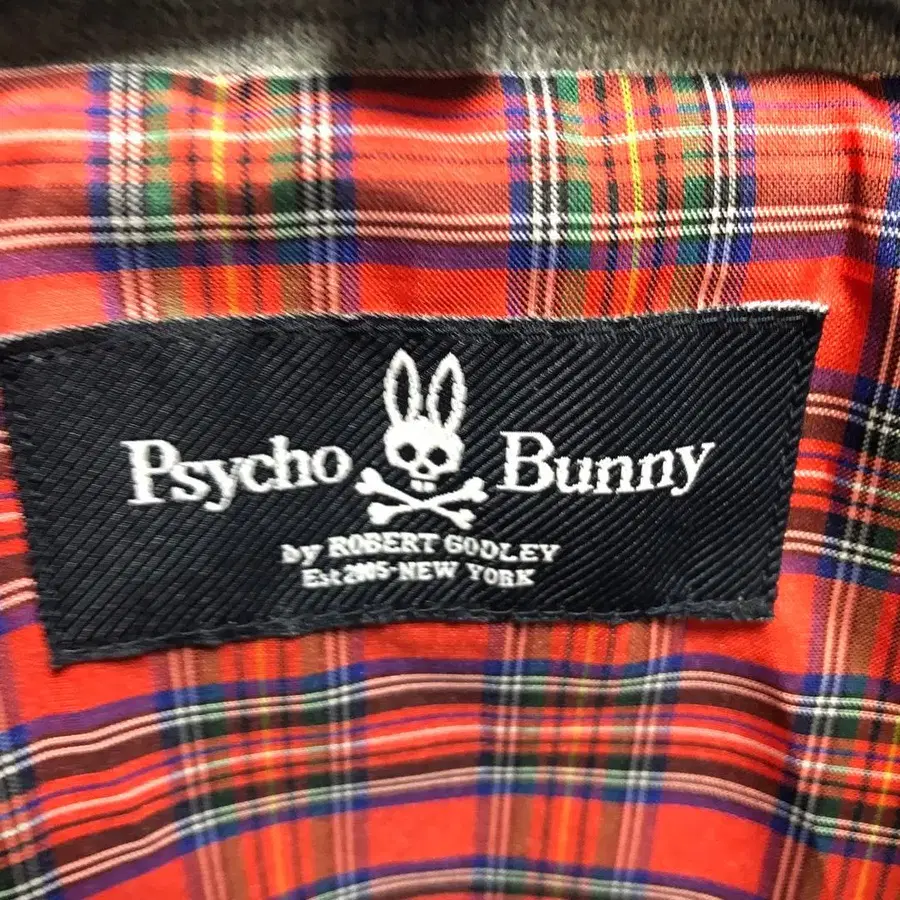 Psycho Bunny
by ROBERT GODLEY
Est 2005-NEW YORK